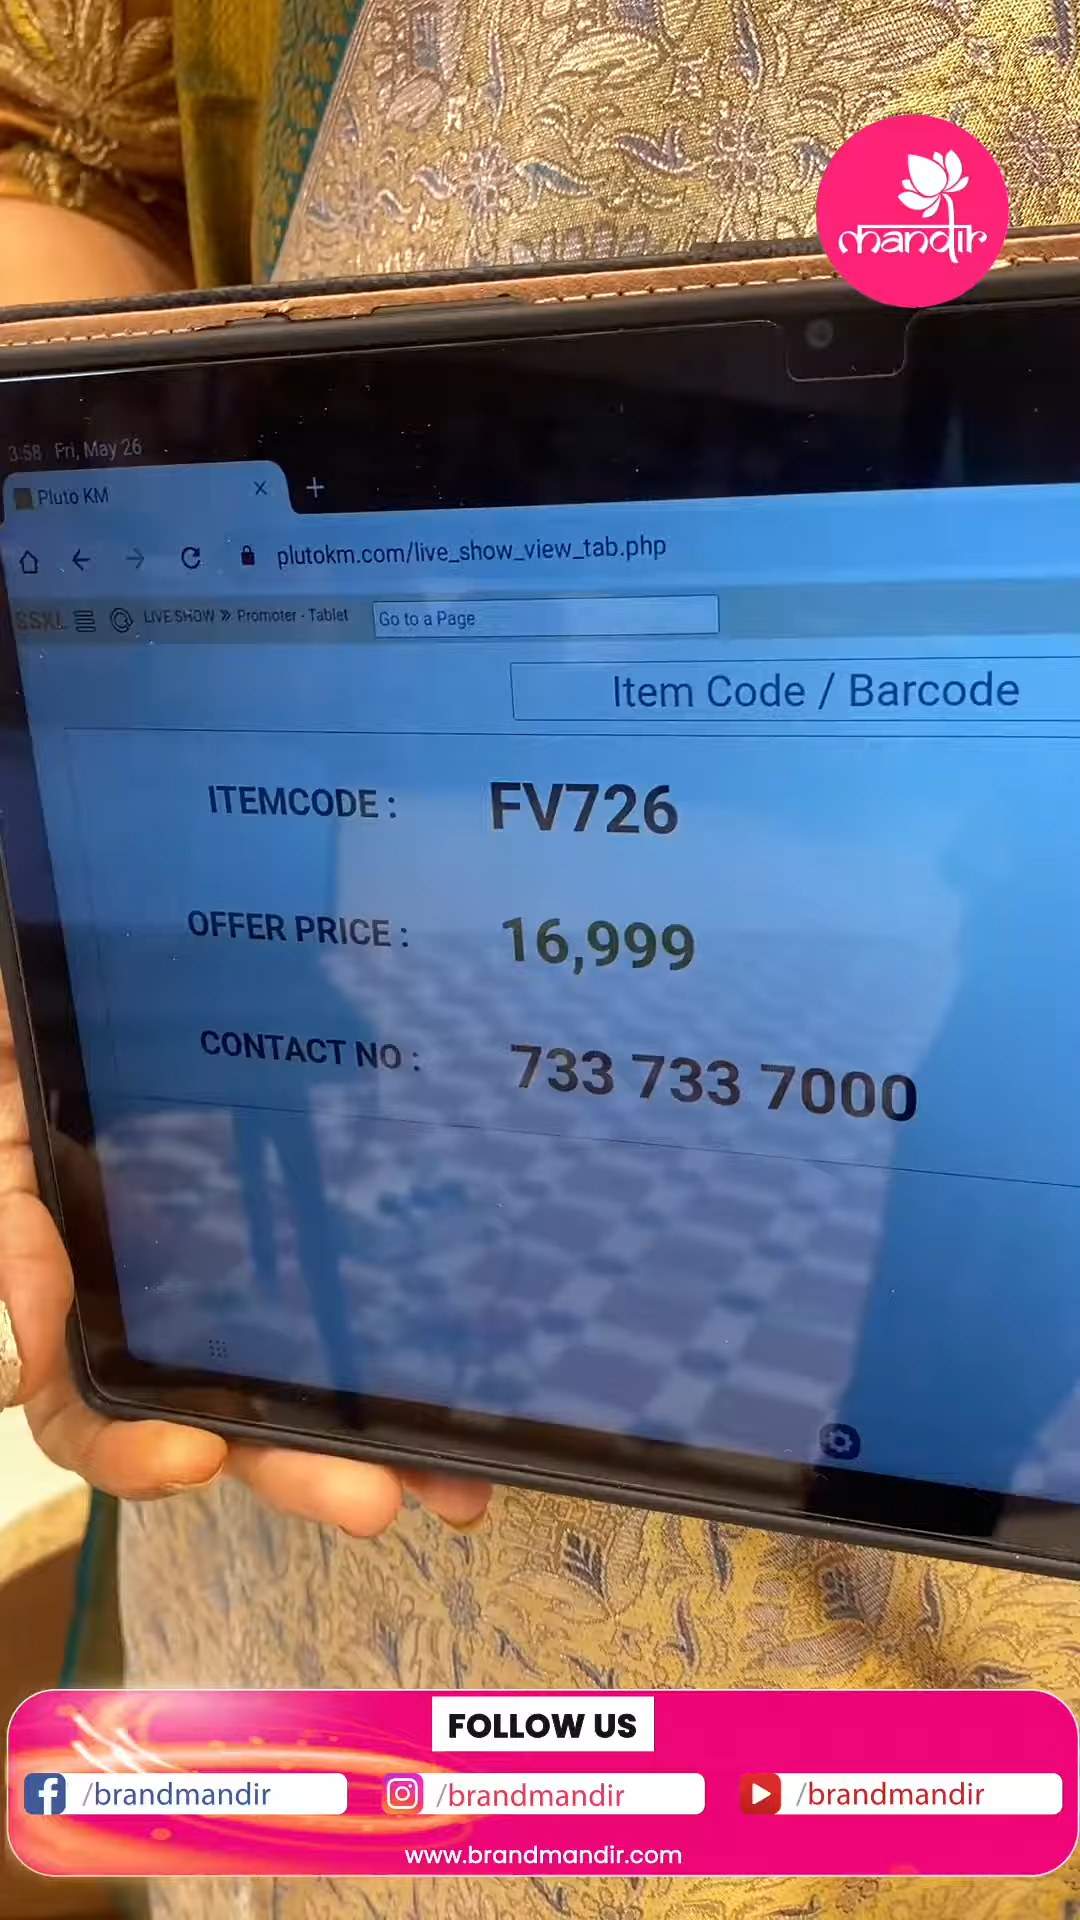 mandir
3:58 Fri, May 26
Pluto KM
plutokm.com/live_show_view_tab.php
SSXL LIVE SHOW » Promoter - Tablet Go to a Page
Item Code / Barcode
ITEMCODE : FV726
OFFER PRICE : 16,999
CONTACT NO : 733 733 7000
FOLLOW US
/brandmandir /brandmandir /brandmandir
www.brandmandir.com